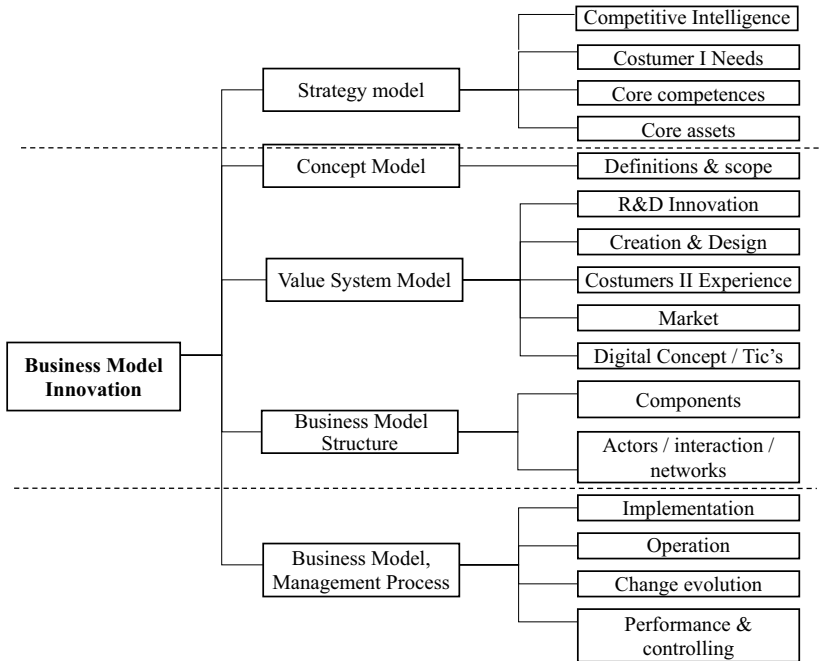 Competitive Intelligence
Costumer I Needs
Strategy model
Core competences
Core assets
Concept Model
Definitions & scope
R&D Innovation
Creation & Design
Value System Model
Costumers II Experience
Market
Digital Concept / Tic's
Business Model
Innovation
Components
Business Model
Structure
Actors / interaction /
networks
Implementation
Operation
Business Model,
Management Process
Change evolution
Performance &
controlling